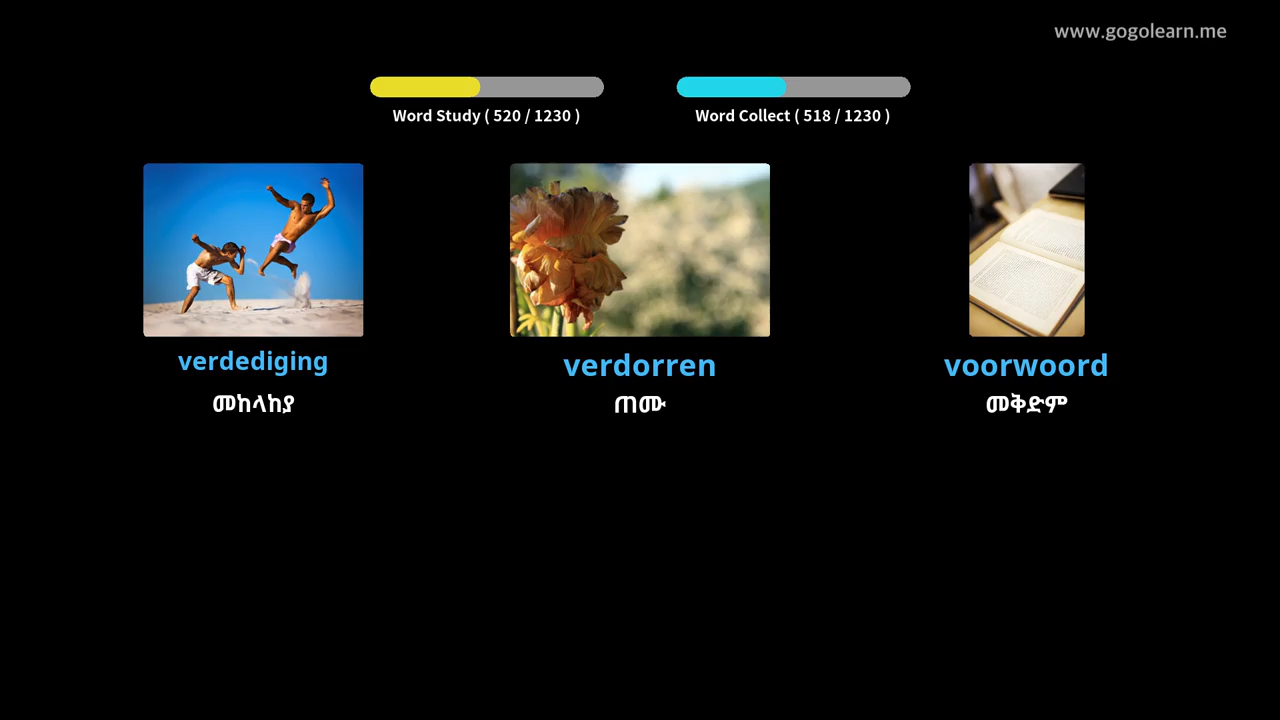 www.gogolearn.me
Word Study ( 520 / 1230 )
Word Collect ( 518 / 1230 )
verdediging
verdorren
voorwoord
መከላከያ
ጠሙ
መቅድም